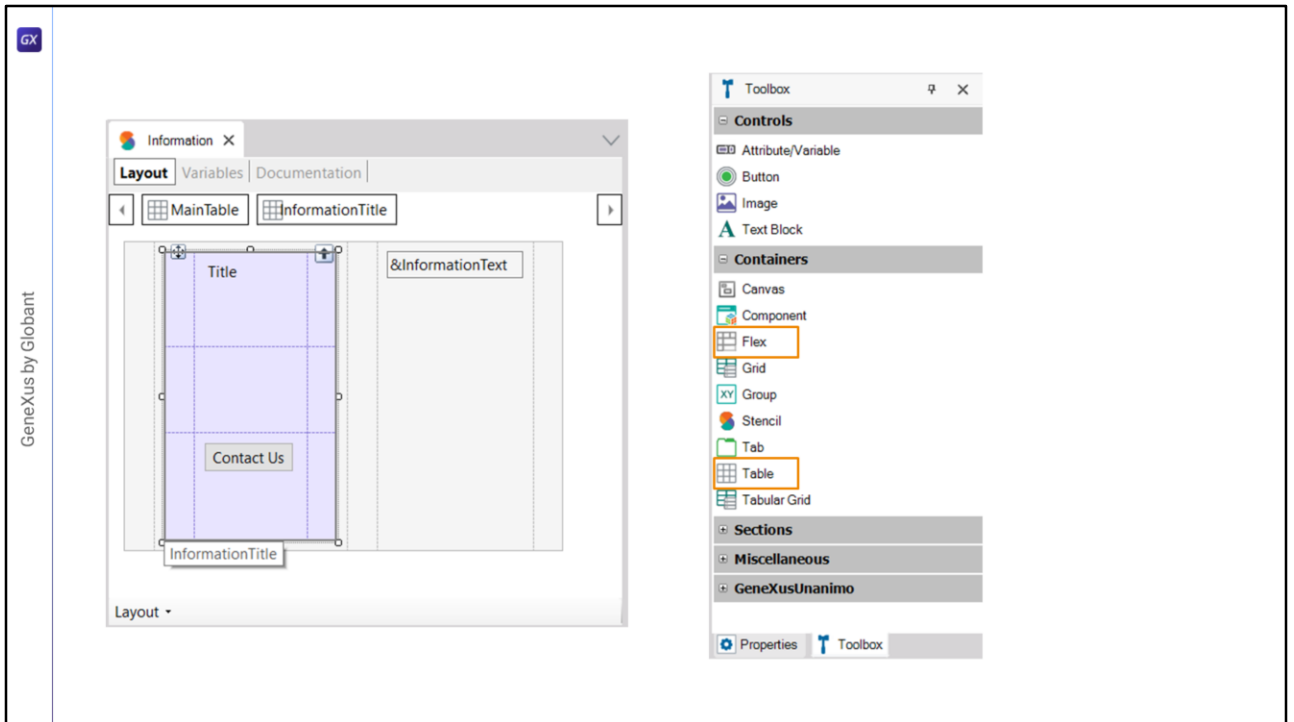 GX
GeneXus by Globant
Information
Layout Variables Documentation
MainTable InformationTitle
Title
&InformationText
Contact Us
InformationTitle
Layout
Toolbox
Controls
Attribute/Variable
Button
Image
A Text Block
Containers
Canvas
Component
Flex
Grid
XY Group
Stencil
Tab
Table
Tabular Grid
Sections
Miscellaneous
GeneXusUnanimo
Properties Toolbox